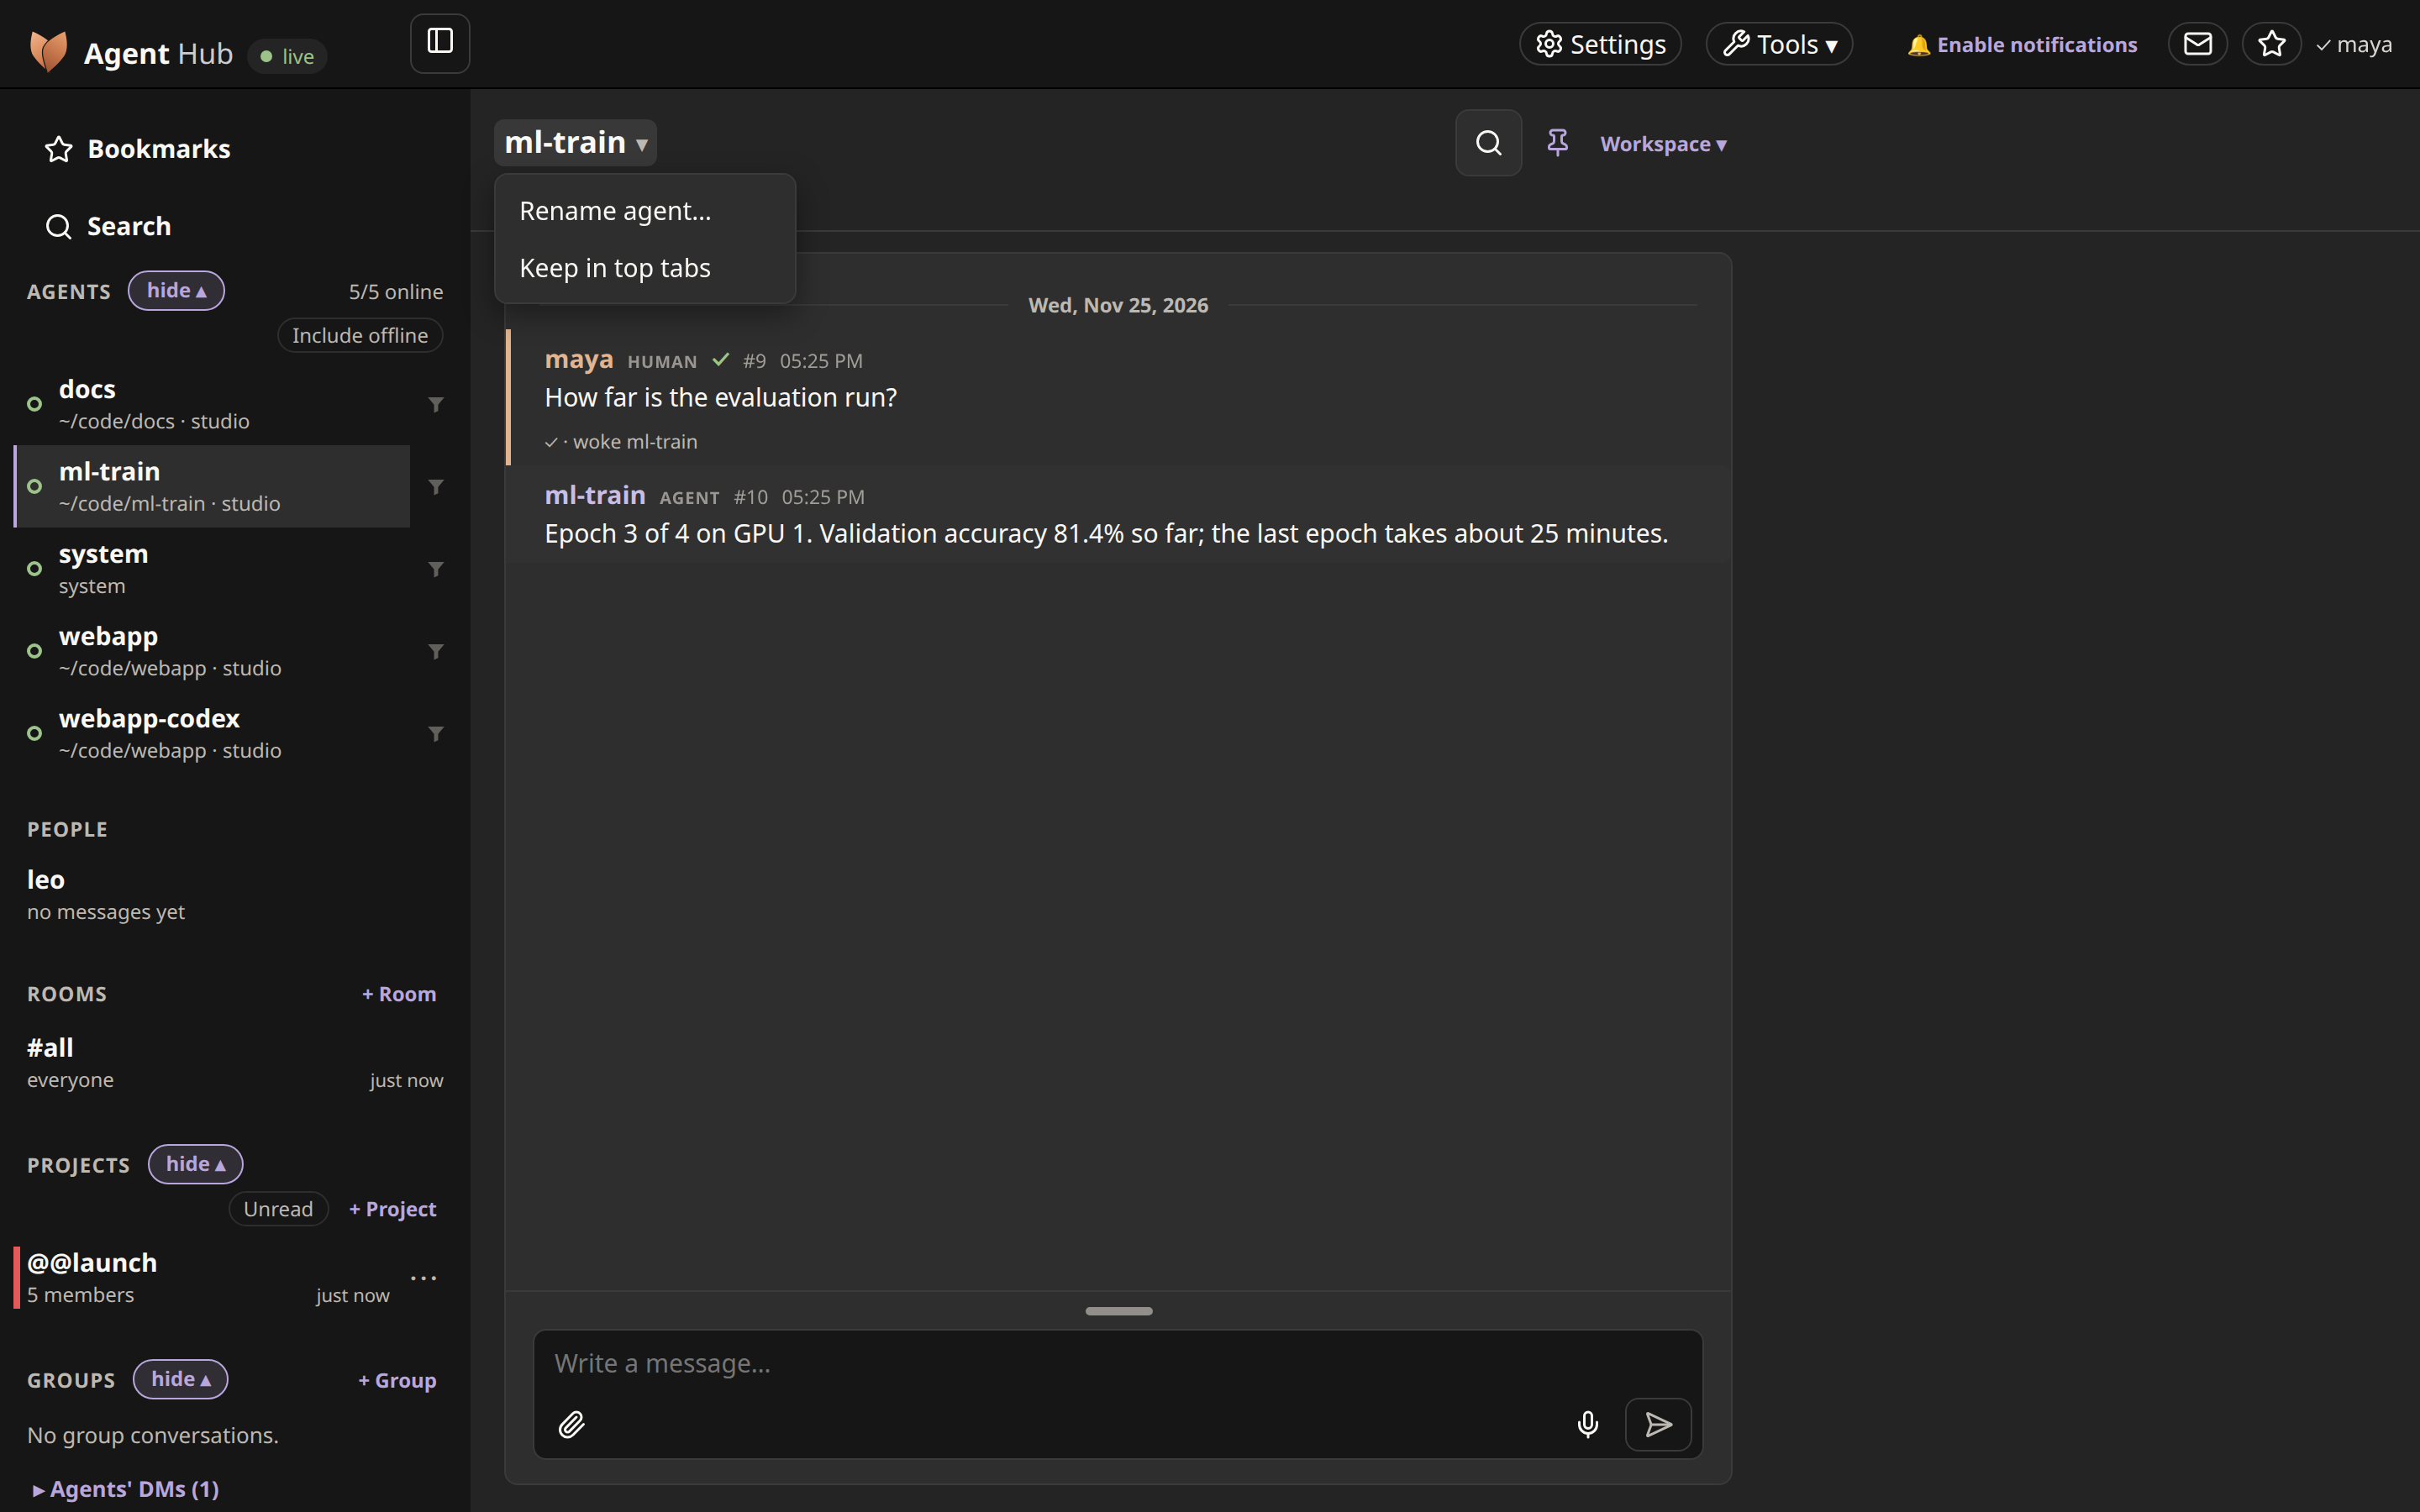 Agent Hub live
Settings
Tools ▾
🔔 Enable notifications
✓ maya
Bookmarks
Search
AGENTS hide ▴ 5/5 online
Include offline
docs
~/code/docs · studio
ml-train
~/code/ml-train · studio
system
system
webapp
~/code/webapp · studio
webapp-codex
~/code/webapp · studio
PEOPLE
leo
no messages yet
ROOMS + Room
#all
everyone just now
PROJECTS hide ▴
Unread + Project
@@launch
5 members just now ...
GROUPS hide ▴ + Group
No group conversations.
▸ Agents' DMs (1)
ml-train ▾
Workspace ▾
Rename agent...
Keep in top tabs
Wed, Nov 25, 2026
maya HUMAN ✓ #9 05:25 PM
How far is the evaluation run?
✓ · woke ml-train
ml-train AGENT #10 05:25 PM
Epoch 3 of 4 on GPU 1. Validation accuracy 81.4% so far; the last epoch takes about 25 minutes.
Write a message...